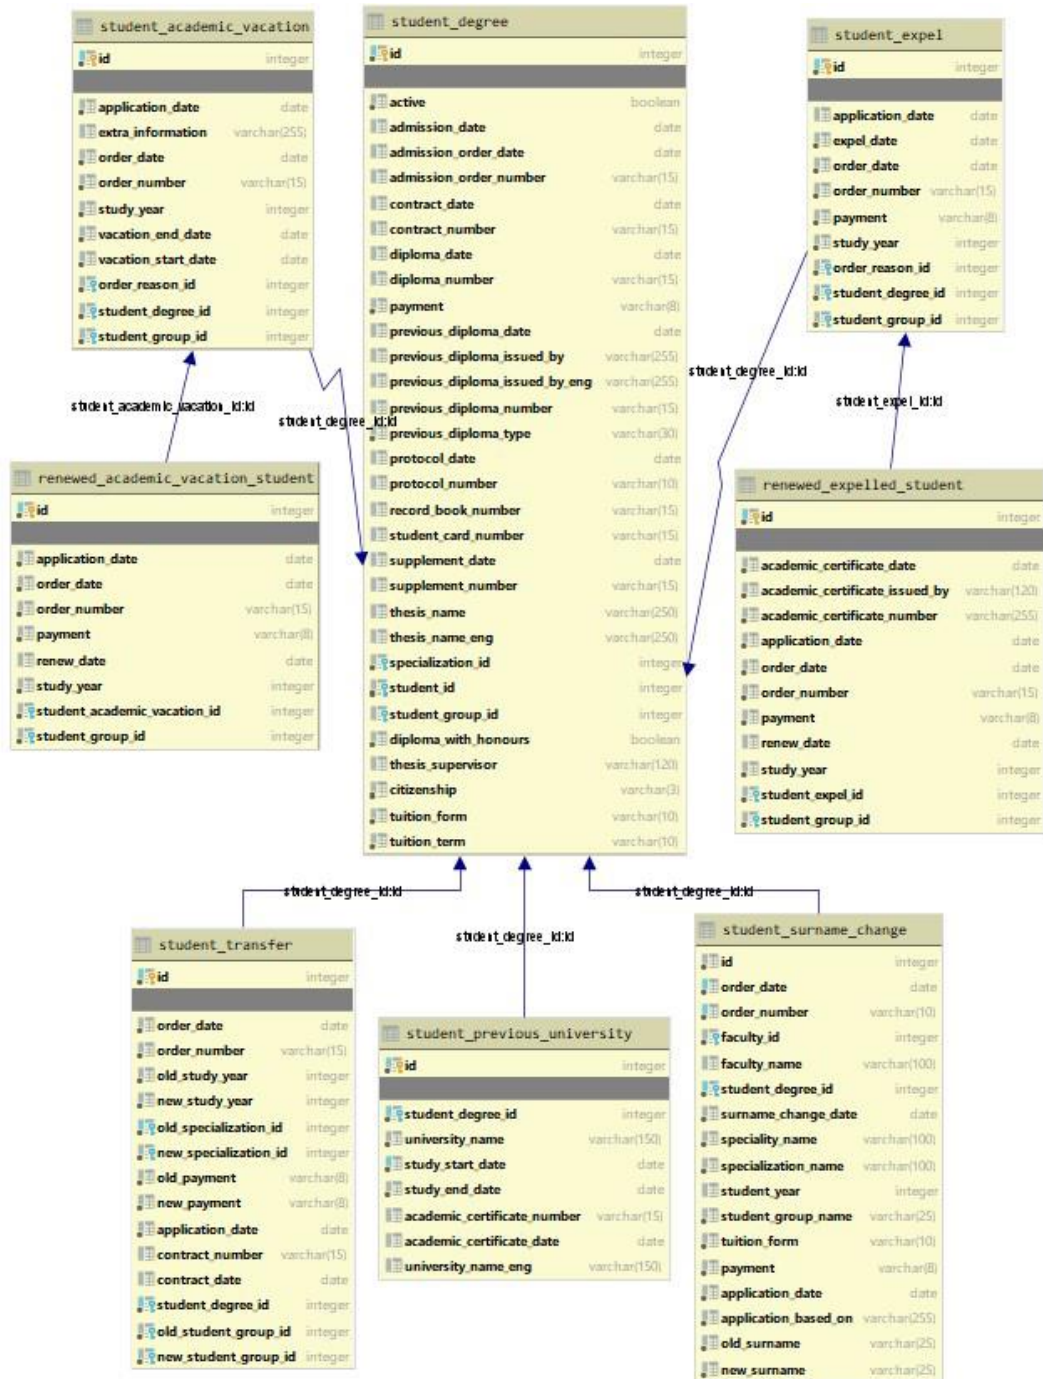 student_academic_vacation
id integer
application_date date
extra_information varchar(255)
order_date date
order_number varchar(15)
study_year integer
vacation_end_date date
vacation_start_date date
order_reason_id integer
student_degree_id integer
student_group_id integer
student_degree
id integer
active boolean
admission_date date
admission_order_date date
admission_order_number varchar(15)
contract_date date
contract_number varchar(15)
diploma_date date
diploma_number varchar(15)
payment varchar(8)
previous_diploma_date date
previous_diploma_issued_by varchar(255)
previous_diploma_issued_by_eng varchar(255)
previous_diploma_number varchar(15)
previous_diploma_type varchar(30)
protocol_date date
protocol_number varchar(10)
record_book_number varchar(15)
student_card_number varchar(15)
supplement_date date
supplement_number varchar(15)
thesis_name varchar(250)
thesis_name_eng varchar(250)
specialization_id integer
student_id integer
student_group_id integer
diploma_with_honours boolean
thesis_supervisor varchar(120)
citizenship varchar(3)
tuition_form varchar(10)
tuition_term varchar(10)
student_expel
id integer
application_date date
expel_date date
order_date date
order_number varchar(15)
payment varchar(8)
study_year integer
order_reason_id integer
student_degree_id integer
student_group_id integer
student_academic_vacation_id:id
student_degree_id:id
student_degree_id:id
student_expel_id:id
renewed_academic_vacation_student
id integer
application_date date
order_date date
order_number varchar(15)
payment varchar(8)
renew_date date
study_year integer
student_academic_vacation_id integer
student_group_id integer
renewed_expelled_student
id integer
academic_certificate_date date
academic_certificate_issued_by varchar(120)
academic_certificate_number varchar(255)
application_date date
order_date date
order_number varchar(15)
payment varchar(8)
renew_date date
study_year integer
student_expel_id integer
student_group_id integer
student_degree_id:id
student_degree_id:id
student_degree_id:id
student_transfer
id integer
order_date date
order_number varchar(15)
old_study_year integer
new_study_year integer
old_specialization_id integer
new_specialization_id integer
old_payment varchar(8)
new_payment varchar(8)
application_date date
contract_number varchar(15)
contract_date date
student_degree_id integer
old_student_group_id integer
new_student_group_id integer
student_previous_university
id integer
student_degree_id integer
university_name varchar(150)
study_start_date date
study_end_date date
academic_certificate_number varchar(15)
academic_certificate_date date
university_name_eng varchar(150)
student_surname_change
id integer
order_date date
order_number varchar(10)
faculty_id integer
faculty_name varchar(100)
student_degree_id integer
surname_change_date date
speciality_name varchar(100)
specialization_name varchar(100)
student_year integer
student_group_name varchar(25)
tuition_form varchar(10)
payment varchar(8)
application_date date
application_based_on varchar(255)
old_surname varchar(25)
new_surname varchar(25)